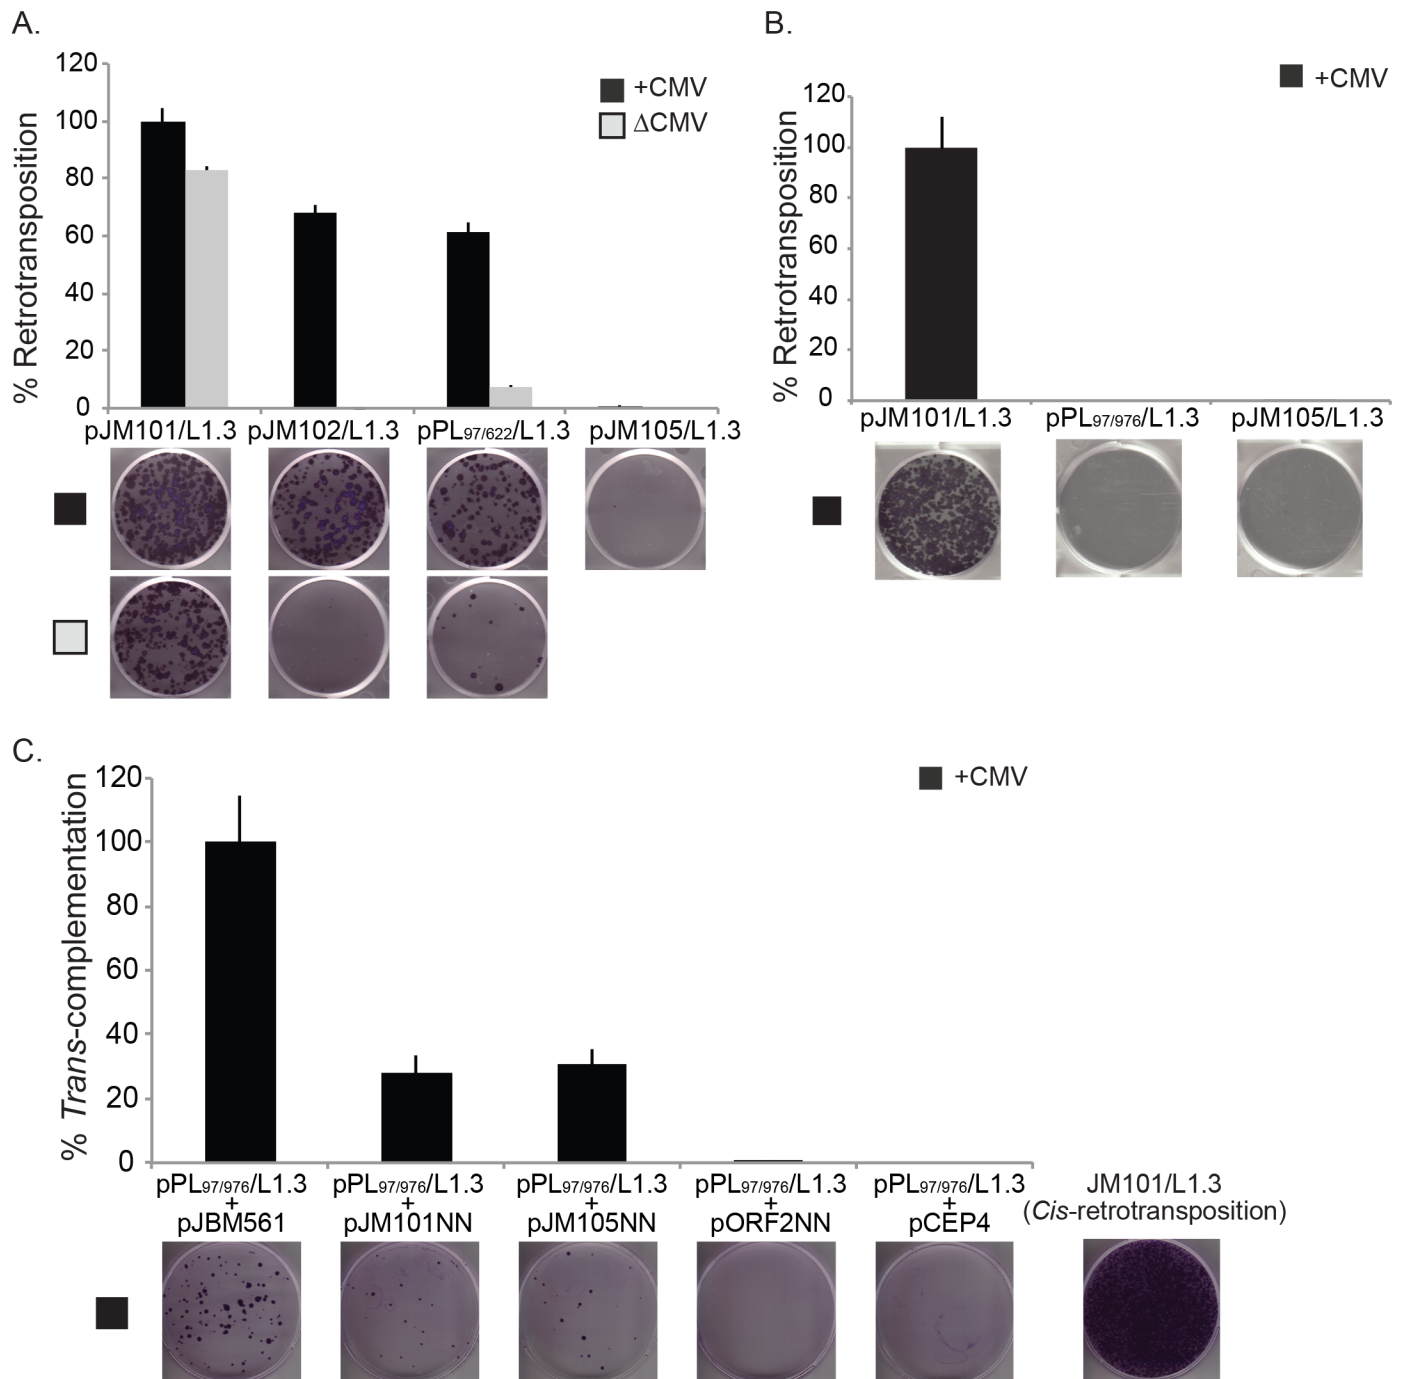 A.
120
100
80
60
40
20
0
% Retrotransposition
+CMV
ΔCMV
pJM101/L1.3 pJM102/L1.3 pPL97/622/L1.3 pJM105/L1.3
B.
120
100
80
60
40
20
0
% Retrotransposition
+CMV
pJM101/L1.3 pPL97/976/L1.3 pJM105/L1.3
C.
120
100
80
60
40
20
0
% Trans-complementation
+CMV
pPL97/976/L1.3
+
pJBM561
pPL97/976/L1.3
+
pJM101NN
pPL97/976/L1.3
+
pJM105NN
pPL97/976/L1.3
+
pORF2NN
pPL97/976/L1.3
+
pCEP4
JM101/L1.3
(Cis-retrotransposition)